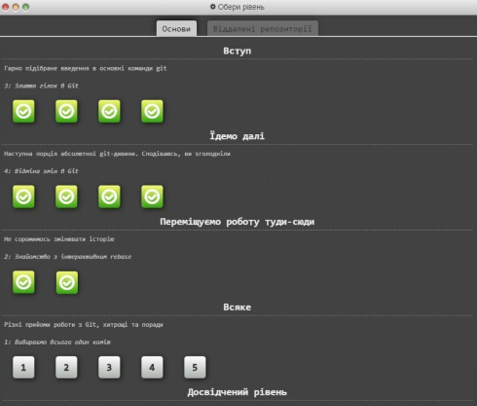 Обери рівень
Основи
Віддалені репозиторії
Вступ
Гарно підібране введення в основні команди git
3: Злиття гілок в Git
Їдемо далі
Наступна порція абсолютної git-дивини. Сподіваюсь, ви зголодніли
4: Відміна змін в Git
Переміщуємо роботу туди-сюди
Не соромимось змінювати історію
2: Знайомство з інтерактивним rebase
Всяке
Різні прийоми роботи з Git, хитрощі та поради
1: Вибираємо всього один коміт
1 2 3 4 5
Досвідчений рівень